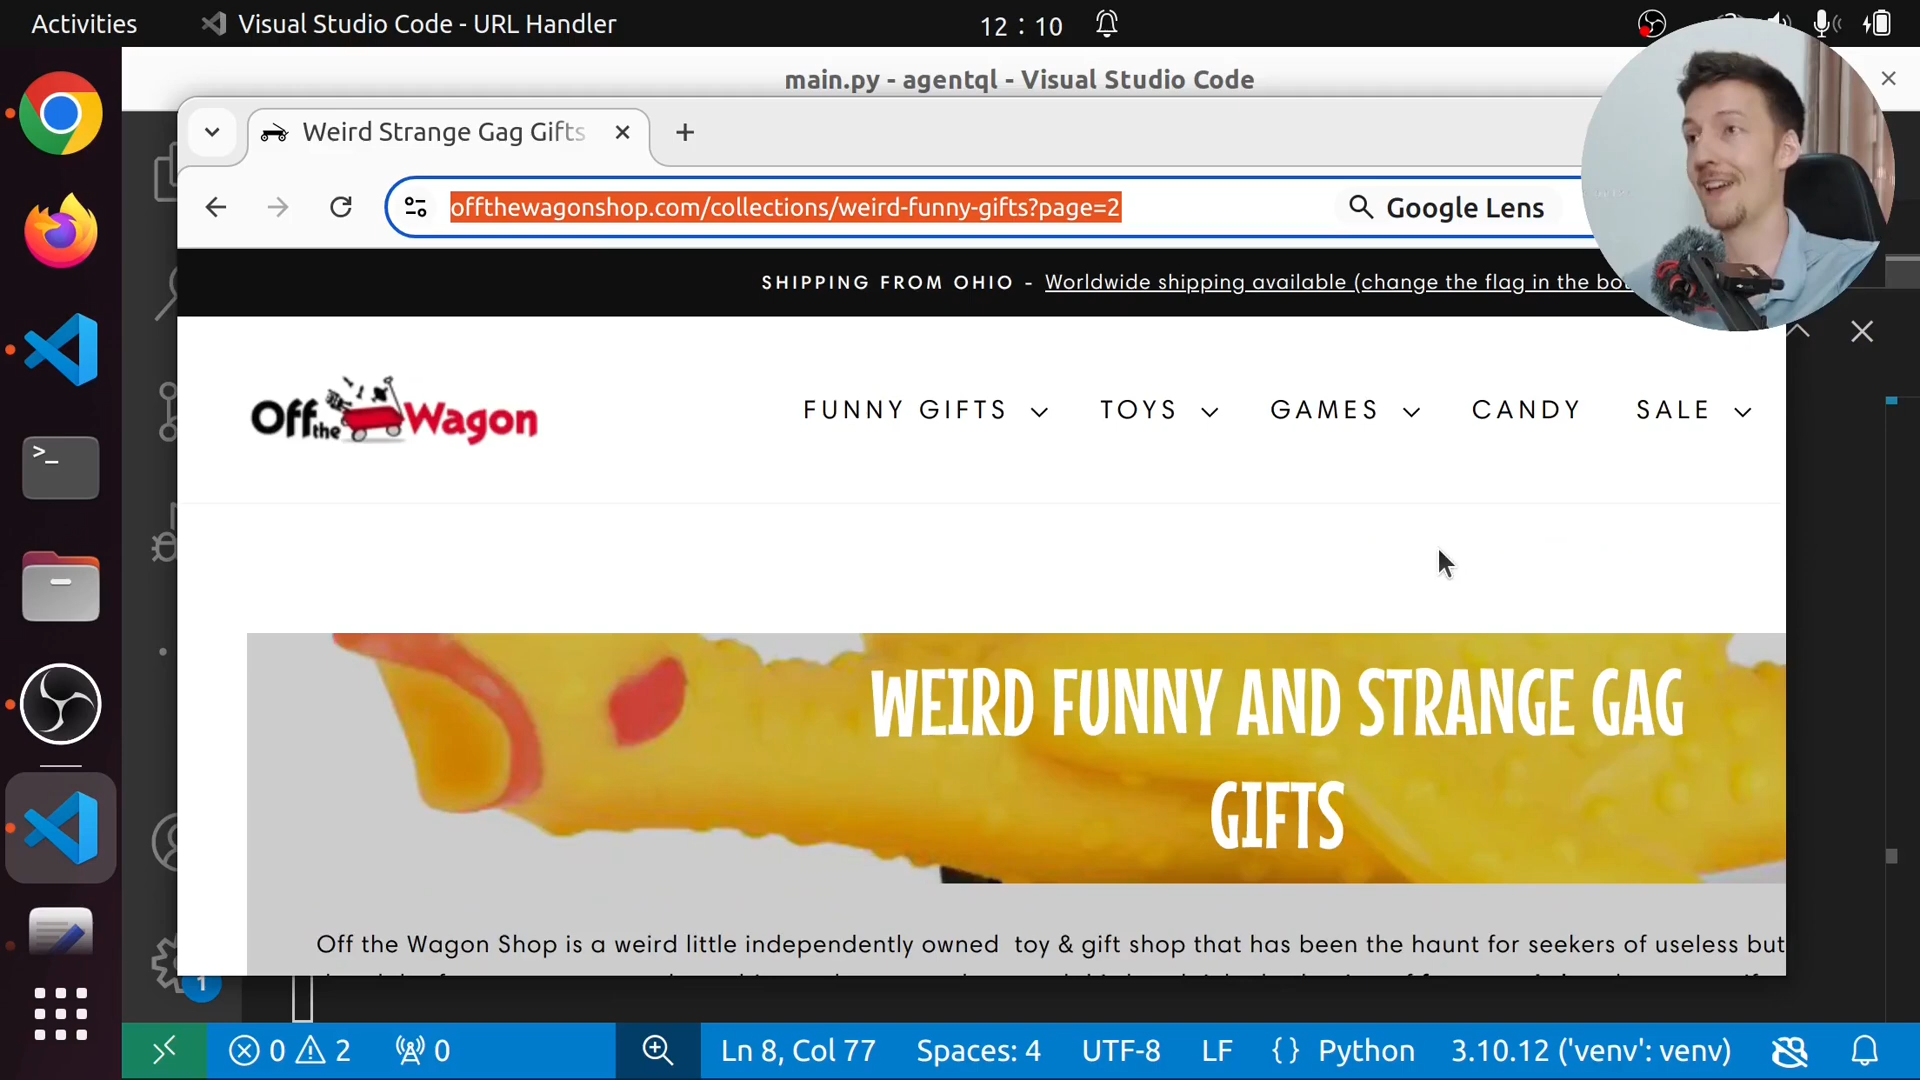 Activities
Visual Studio Code - URL Handler
12 : 10
main.py - agentql - Visual Studio Code
Weird Strange Gag Gifts
offthewagonshop.com/collections/weird-funny-gifts?page=2
Google Lens
SHIPPING FROM OHIO - Worldwide shipping available (change the flag in the
Off the Wagon
FUNNY GIFTS
TOYS
GAMES
CANDY
SALE
WEIRD FUNNY AND STRANGE GAG
GIFTS
Off the Wagon Shop is a weird little independently owned toy & gift shop that has been the haunt for seekers of useless but
1
0
2
0
Ln 8, Col 77
Spaces: 4
UTF-8
LF
{ } Python
3.10.12 ('venv': venv)